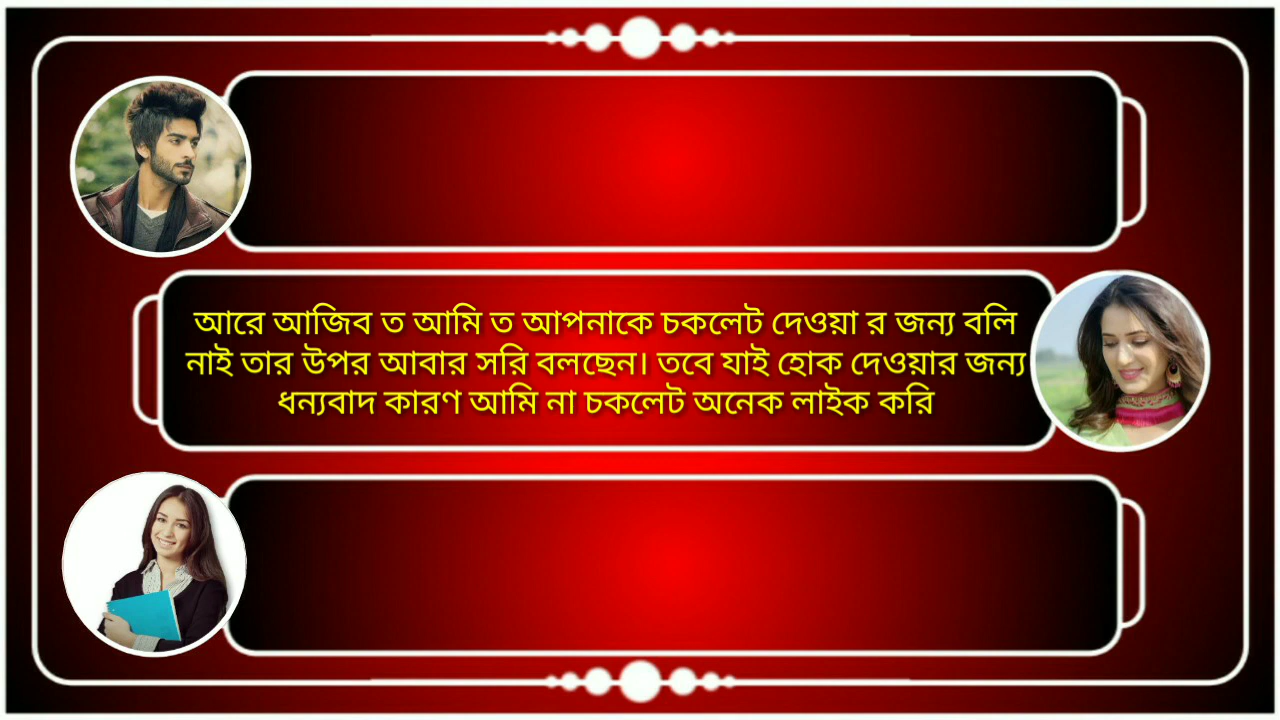 আরে আজিব ত আমি ত আপনাকে চকলেট দেওয়া র জন্য বলি
নাই তার উপর আবার সরি বলছেন। তবে যাই হোক দেওয়ার জন্য
ধন্যবাদ কারণ আমি না চকলেট অনেক লাইক করি